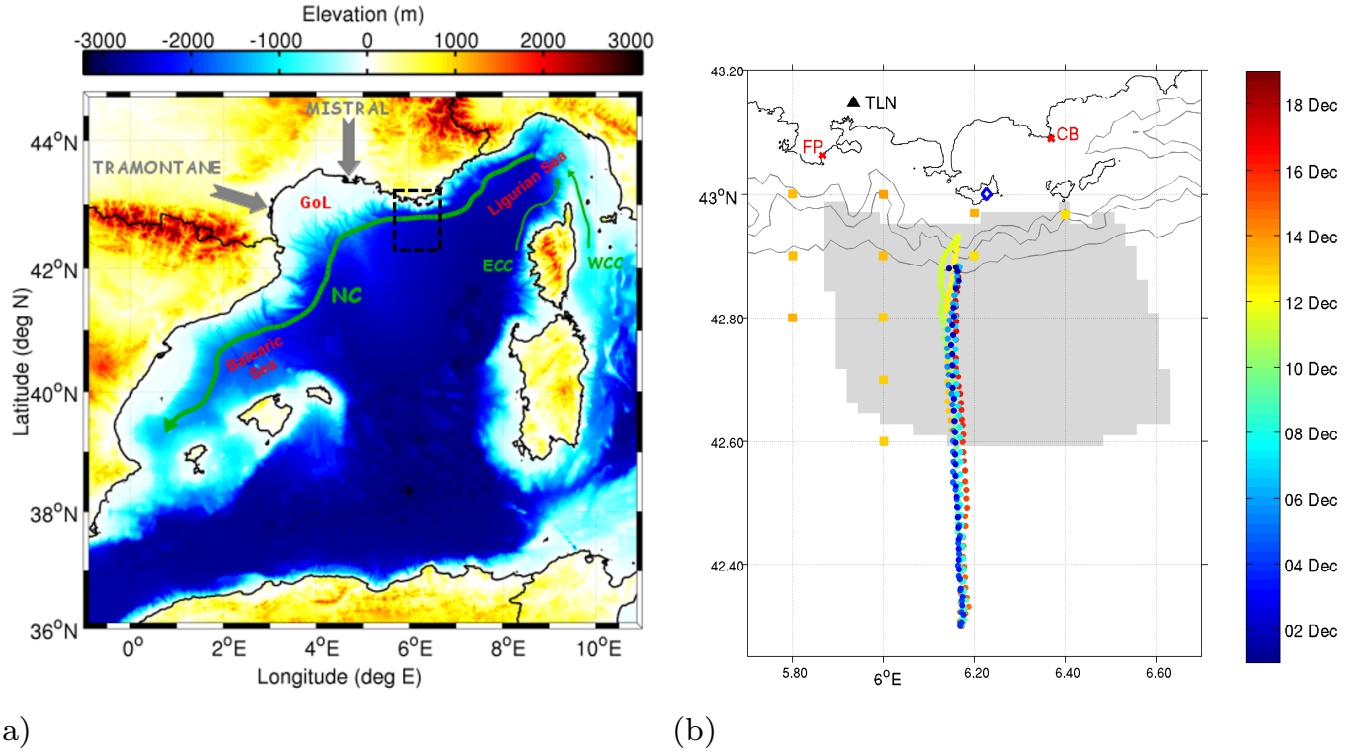 Elevation (m)
-3000 -2000 -1000 0 1000 2000 3000
MISTRAL
TRAMONTANE
GoL
Ligurian Sea
ECC
WCC
NC
Balearic
Sea
44°N
42°N
40°N
38°N
36°N
Latitude (deg N)
0° 2°E 4°E 6°E 8°E 10°E
Longitude (deg E)
a)
43.20
43°N
42.80
42.60
42.40
TLN
FP
CB
5.80 6°E 6.20 6.40 6.60
18 Dec
16 Dec
14 Dec
12 Dec
10 Dec
08 Dec
06 Dec
04 Dec
02 Dec
(b)